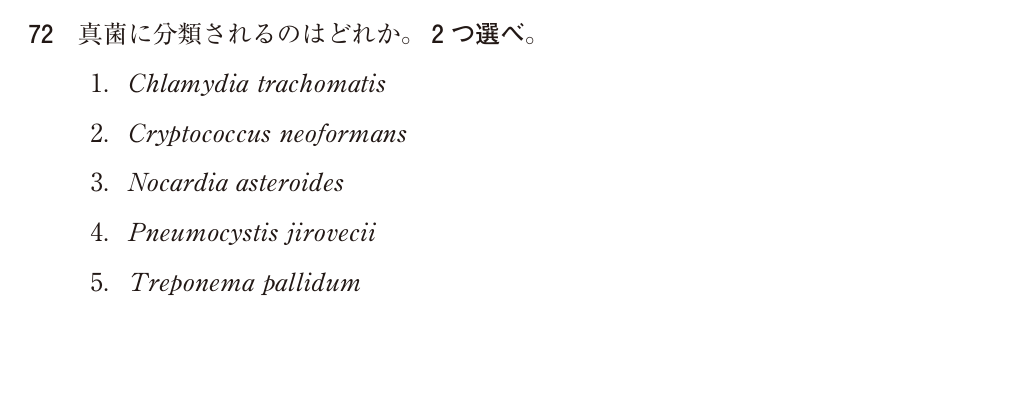 72 真菌に分類されるのはどれか。2つ選べ。
1. Chlamydia trachomatis
2. Cryptococcus neoformans
3. Nocardia asteroides
4. Pneumocystis jirovecii
5. Treponema pallidum